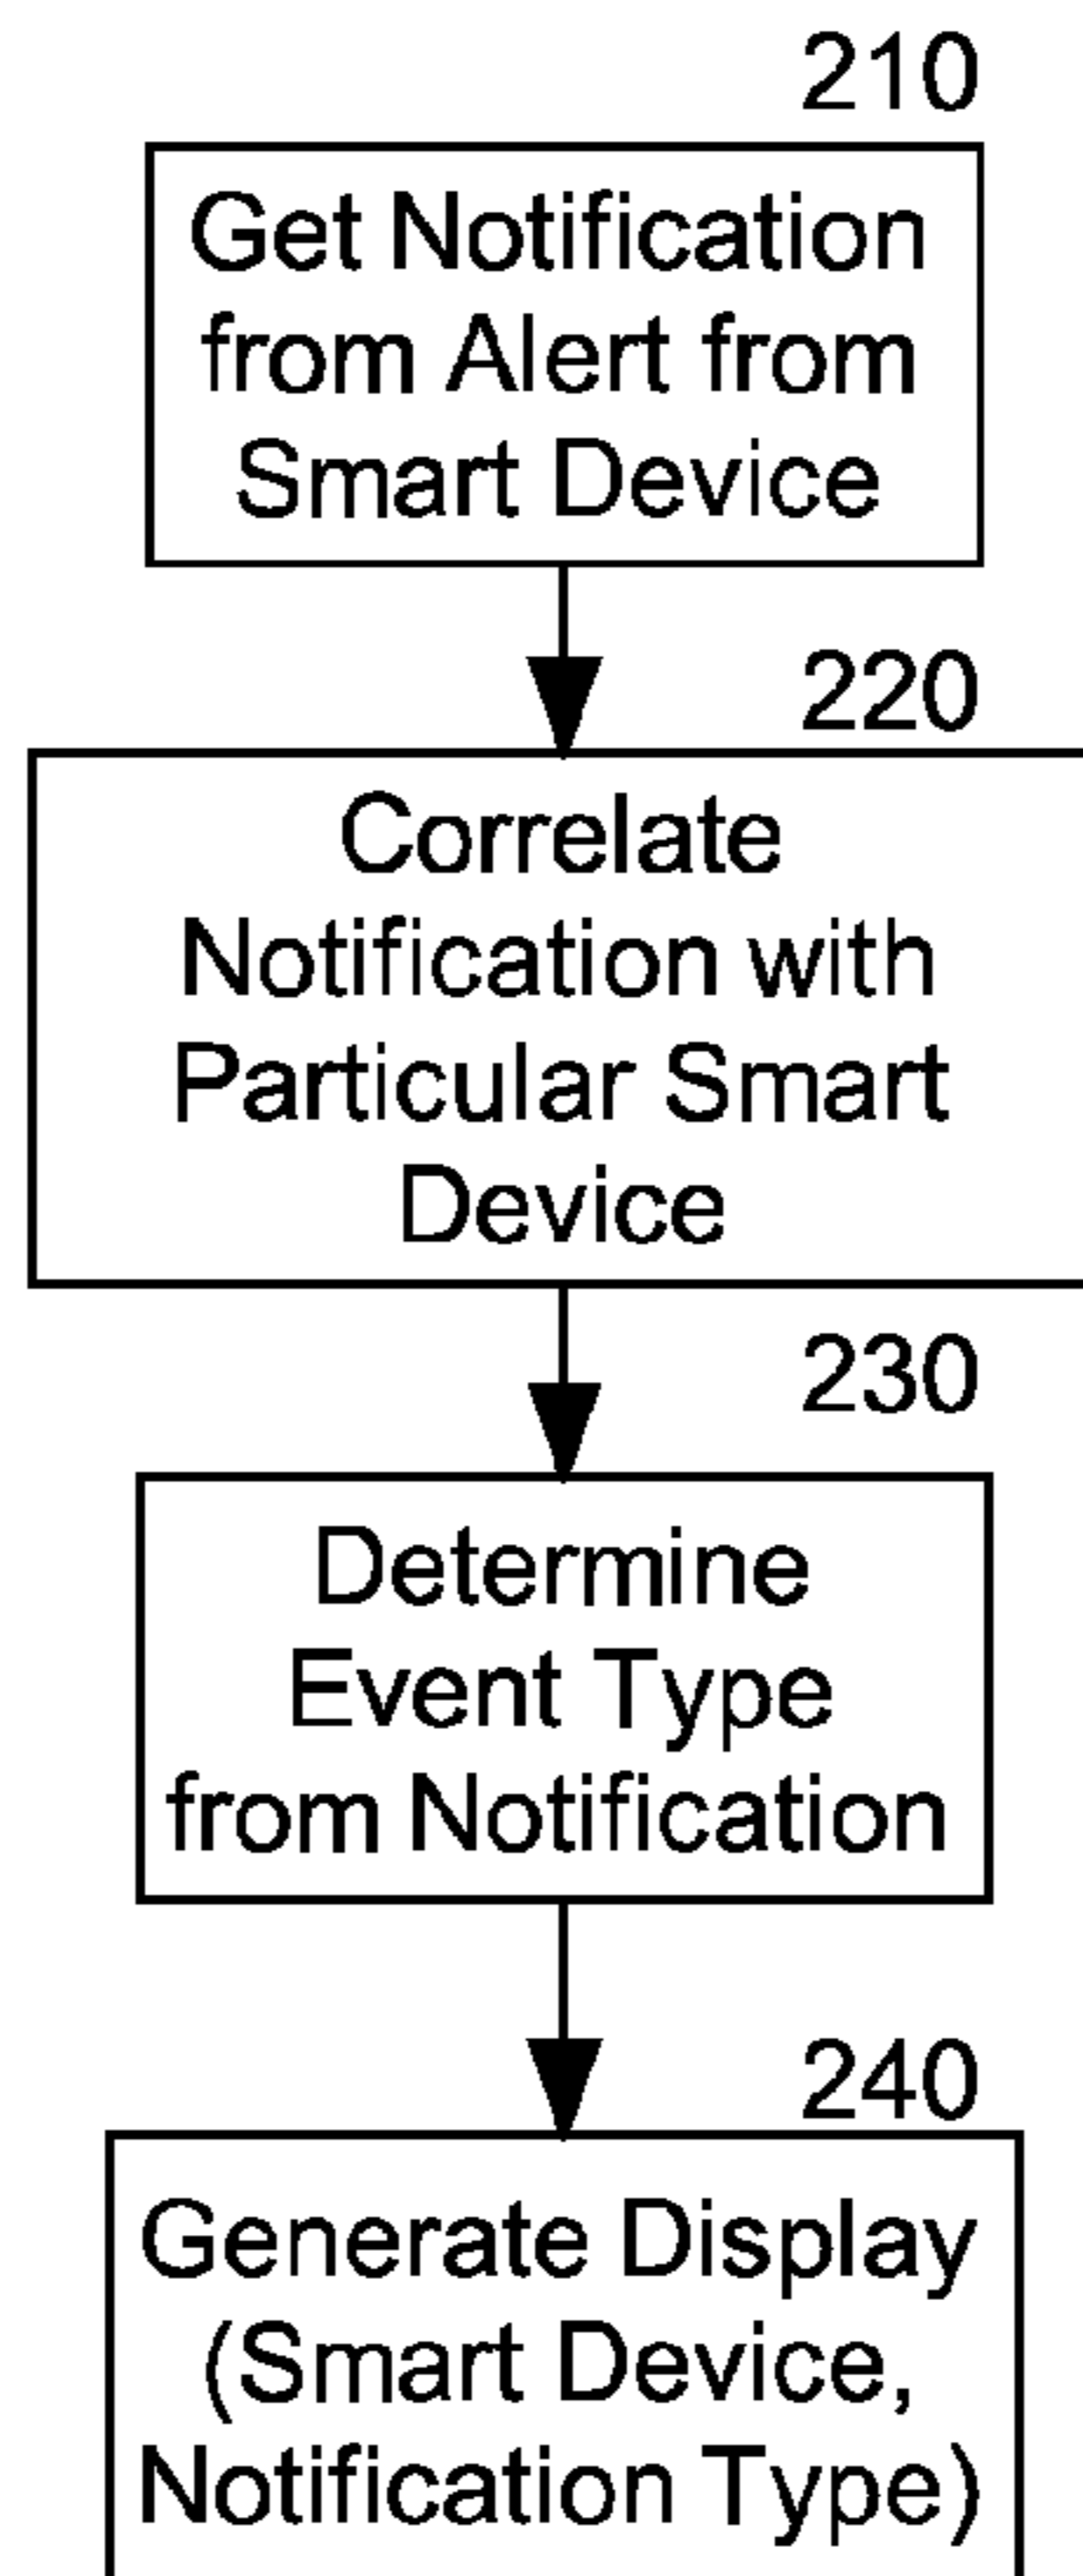 210
Get Notification
from Alert from
Smart Device
220
Correlate
Notification with
Particular Smart
Device
230
Determine
Event Type
from Notification
240
Generate Display
(Smart Device,
Notification Type)